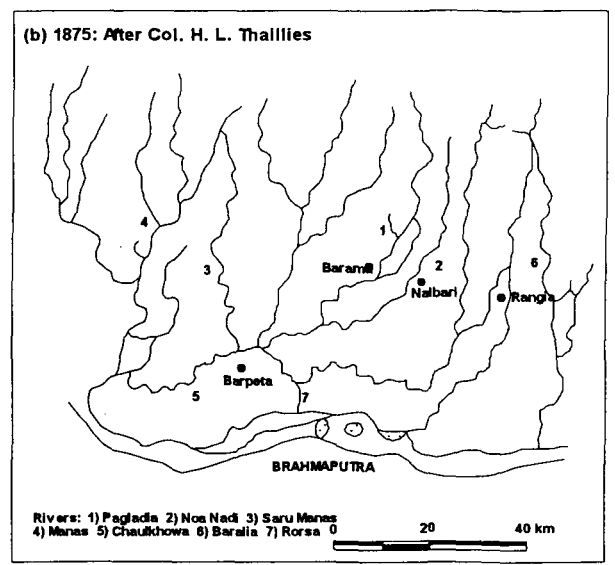 (b) 1875: After Col. H. L. Thaillies
4
1
3
Barama
2
6
Nalbari
Rangia
Barpeta
5
7
BRAHMAPUTRA
Rivers: 1) Pagladia 2) Noa Nadi 3) Saru Manas
4) Manas 5) Chaulkhowa 6) Baralia 7) Rorsa
0 20 40 km